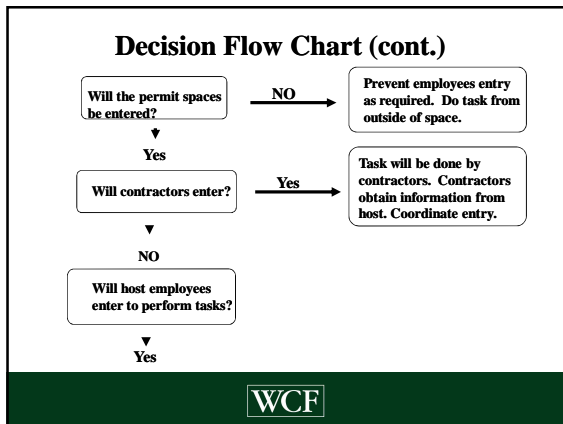 Decision Flow Chart (cont.)
Will the permit spaces
be entered?
NO
Prevent employees entry
as required. Do task from
outside of space.
Yes
Will contractors enter?
Yes
Task will be done by
contractors. Contractors
obtain information from
host. Coordinate entry.
NO
Will host employees
enter to perform tasks?
Yes
WCF